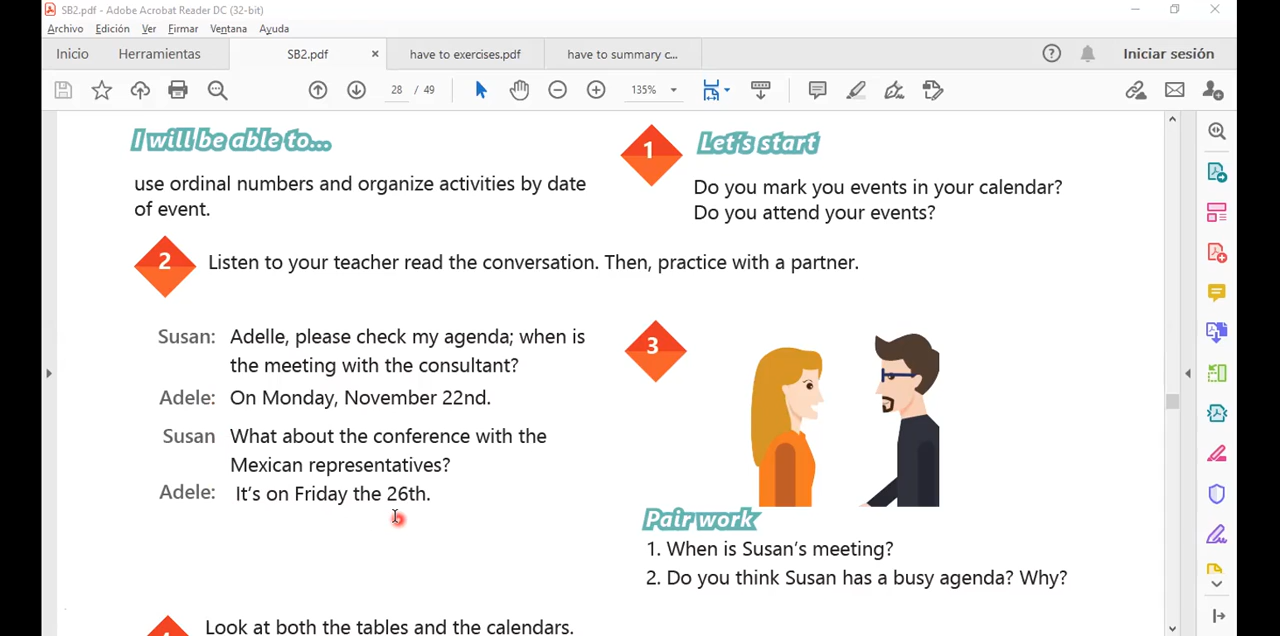 SB2.pdf - Adobe Acrobat Reader DC (32-bit)
Archivo Edición Ver Firmar Ventana Ayuda
Inicio Herramientas SB2.pdf × have to exercises.pdf have to summary c... Iniciar sesión
28 / 49 135%
I will be able to...
use ordinal numbers and organize activities by date
of event.
1 Let's start
Do you mark you events in your calendar?
Do you attend your events?
2 Listen to your teacher read the conversation. Then, practice with a partner.
Susan: Adelle, please check my agenda; when is
the meeting with the consultant?
Adele: On Monday, November 22nd.
Susan What about the conference with the
Mexican representatives?
Adele: It's on Friday the 26th.
3
Pair work
1. When is Susan's meeting?
2. Do you think Susan has a busy agenda? Why?
Look at both the tables and the calendars.